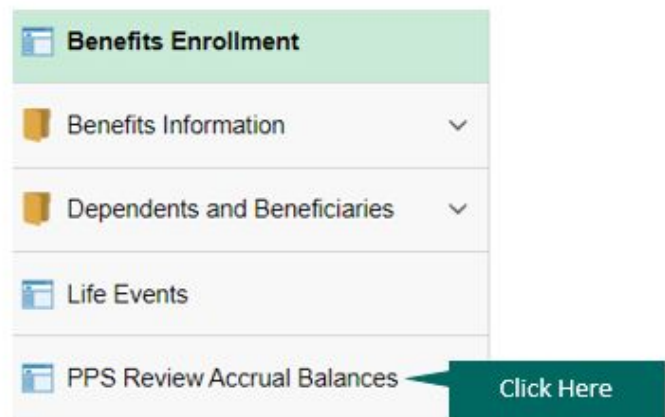 Benefits Enrollment
Benefits Information
Dependents and Beneficiaries
Life Events
PPS Review Accrual Balances
Click Here